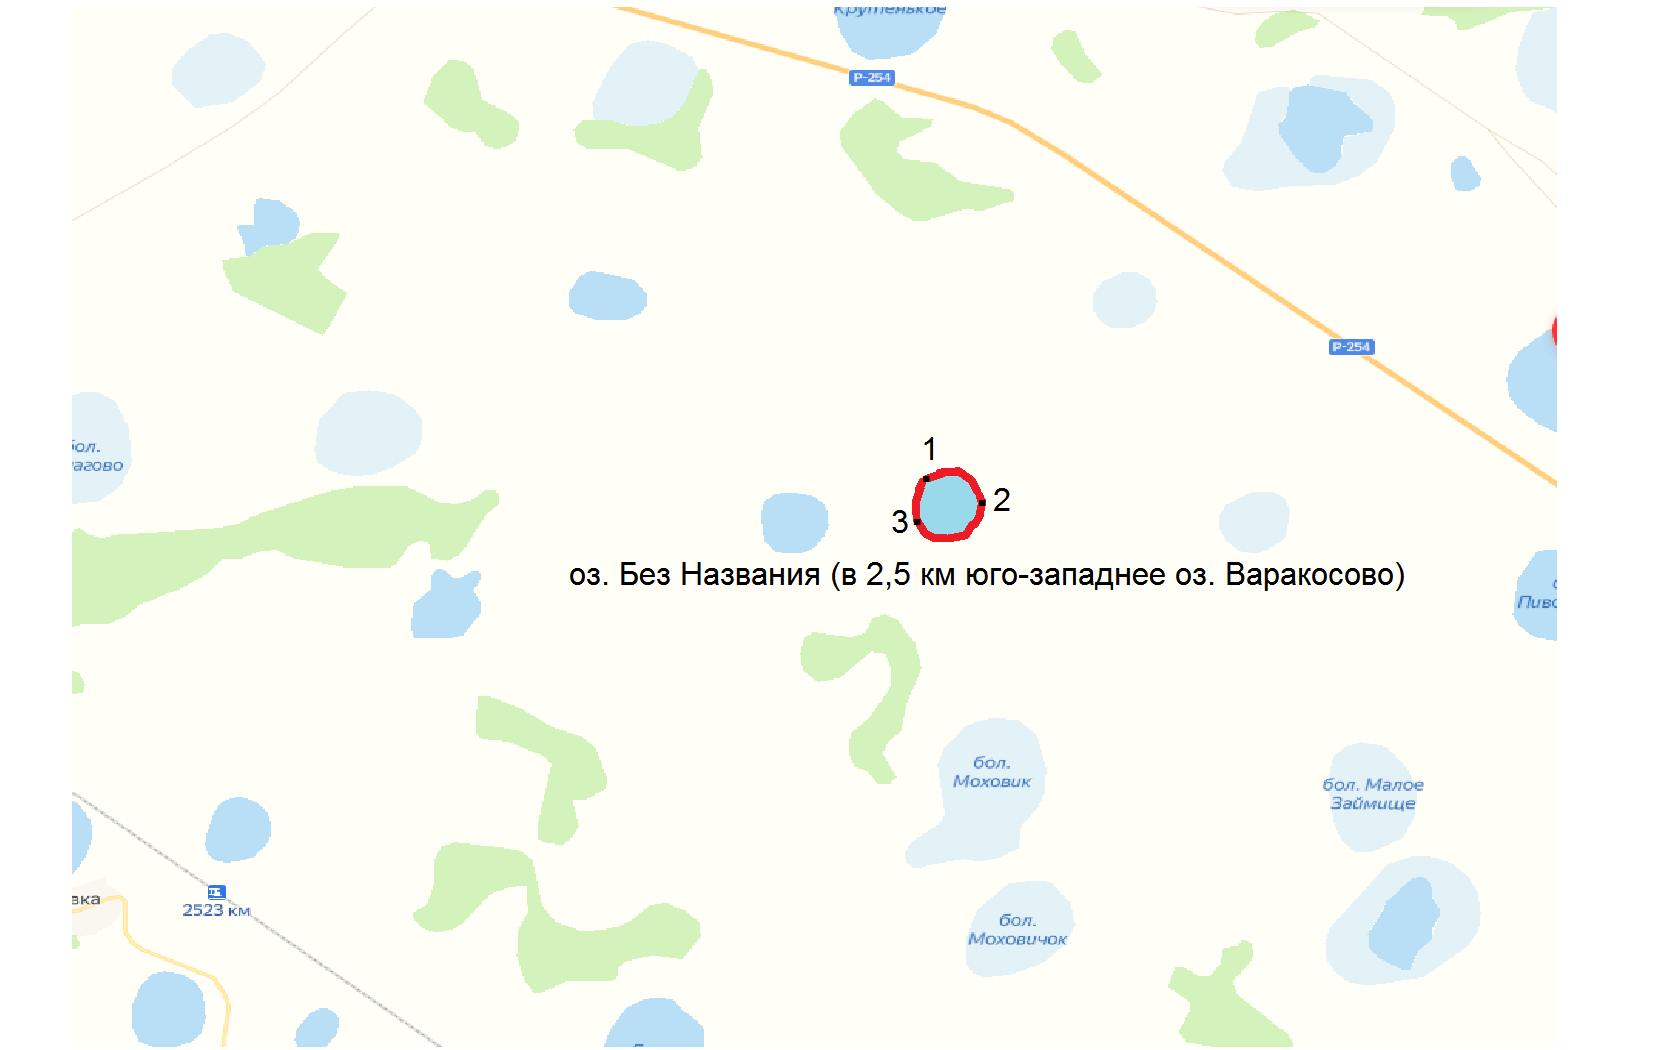 Крутенькое
Р-254
Р-254
бол.
1
2
3
оз. Без Названия (в 2,5 км юго-западнее оз. Варакосово)
бол.
Моховик
бол. Малое
Займище
2523 км
бол.
Моховичок